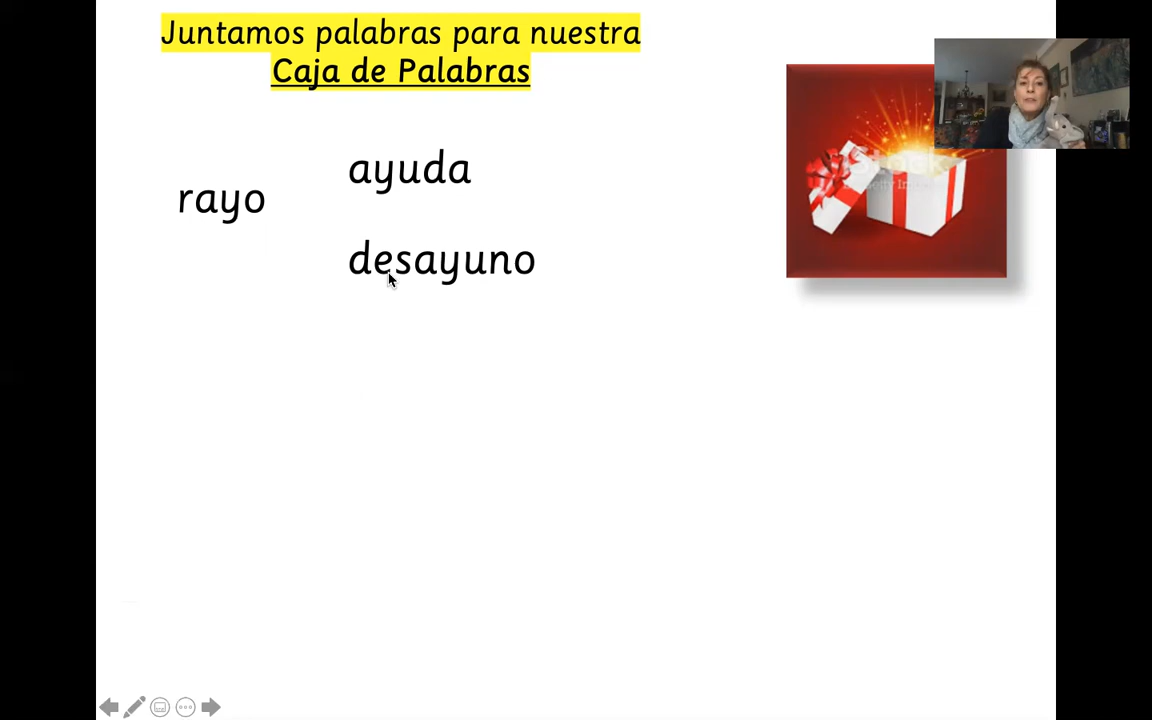 Juntamos palabras para nuestra
Caja de Palabras
ayuda
rayo
desayuno